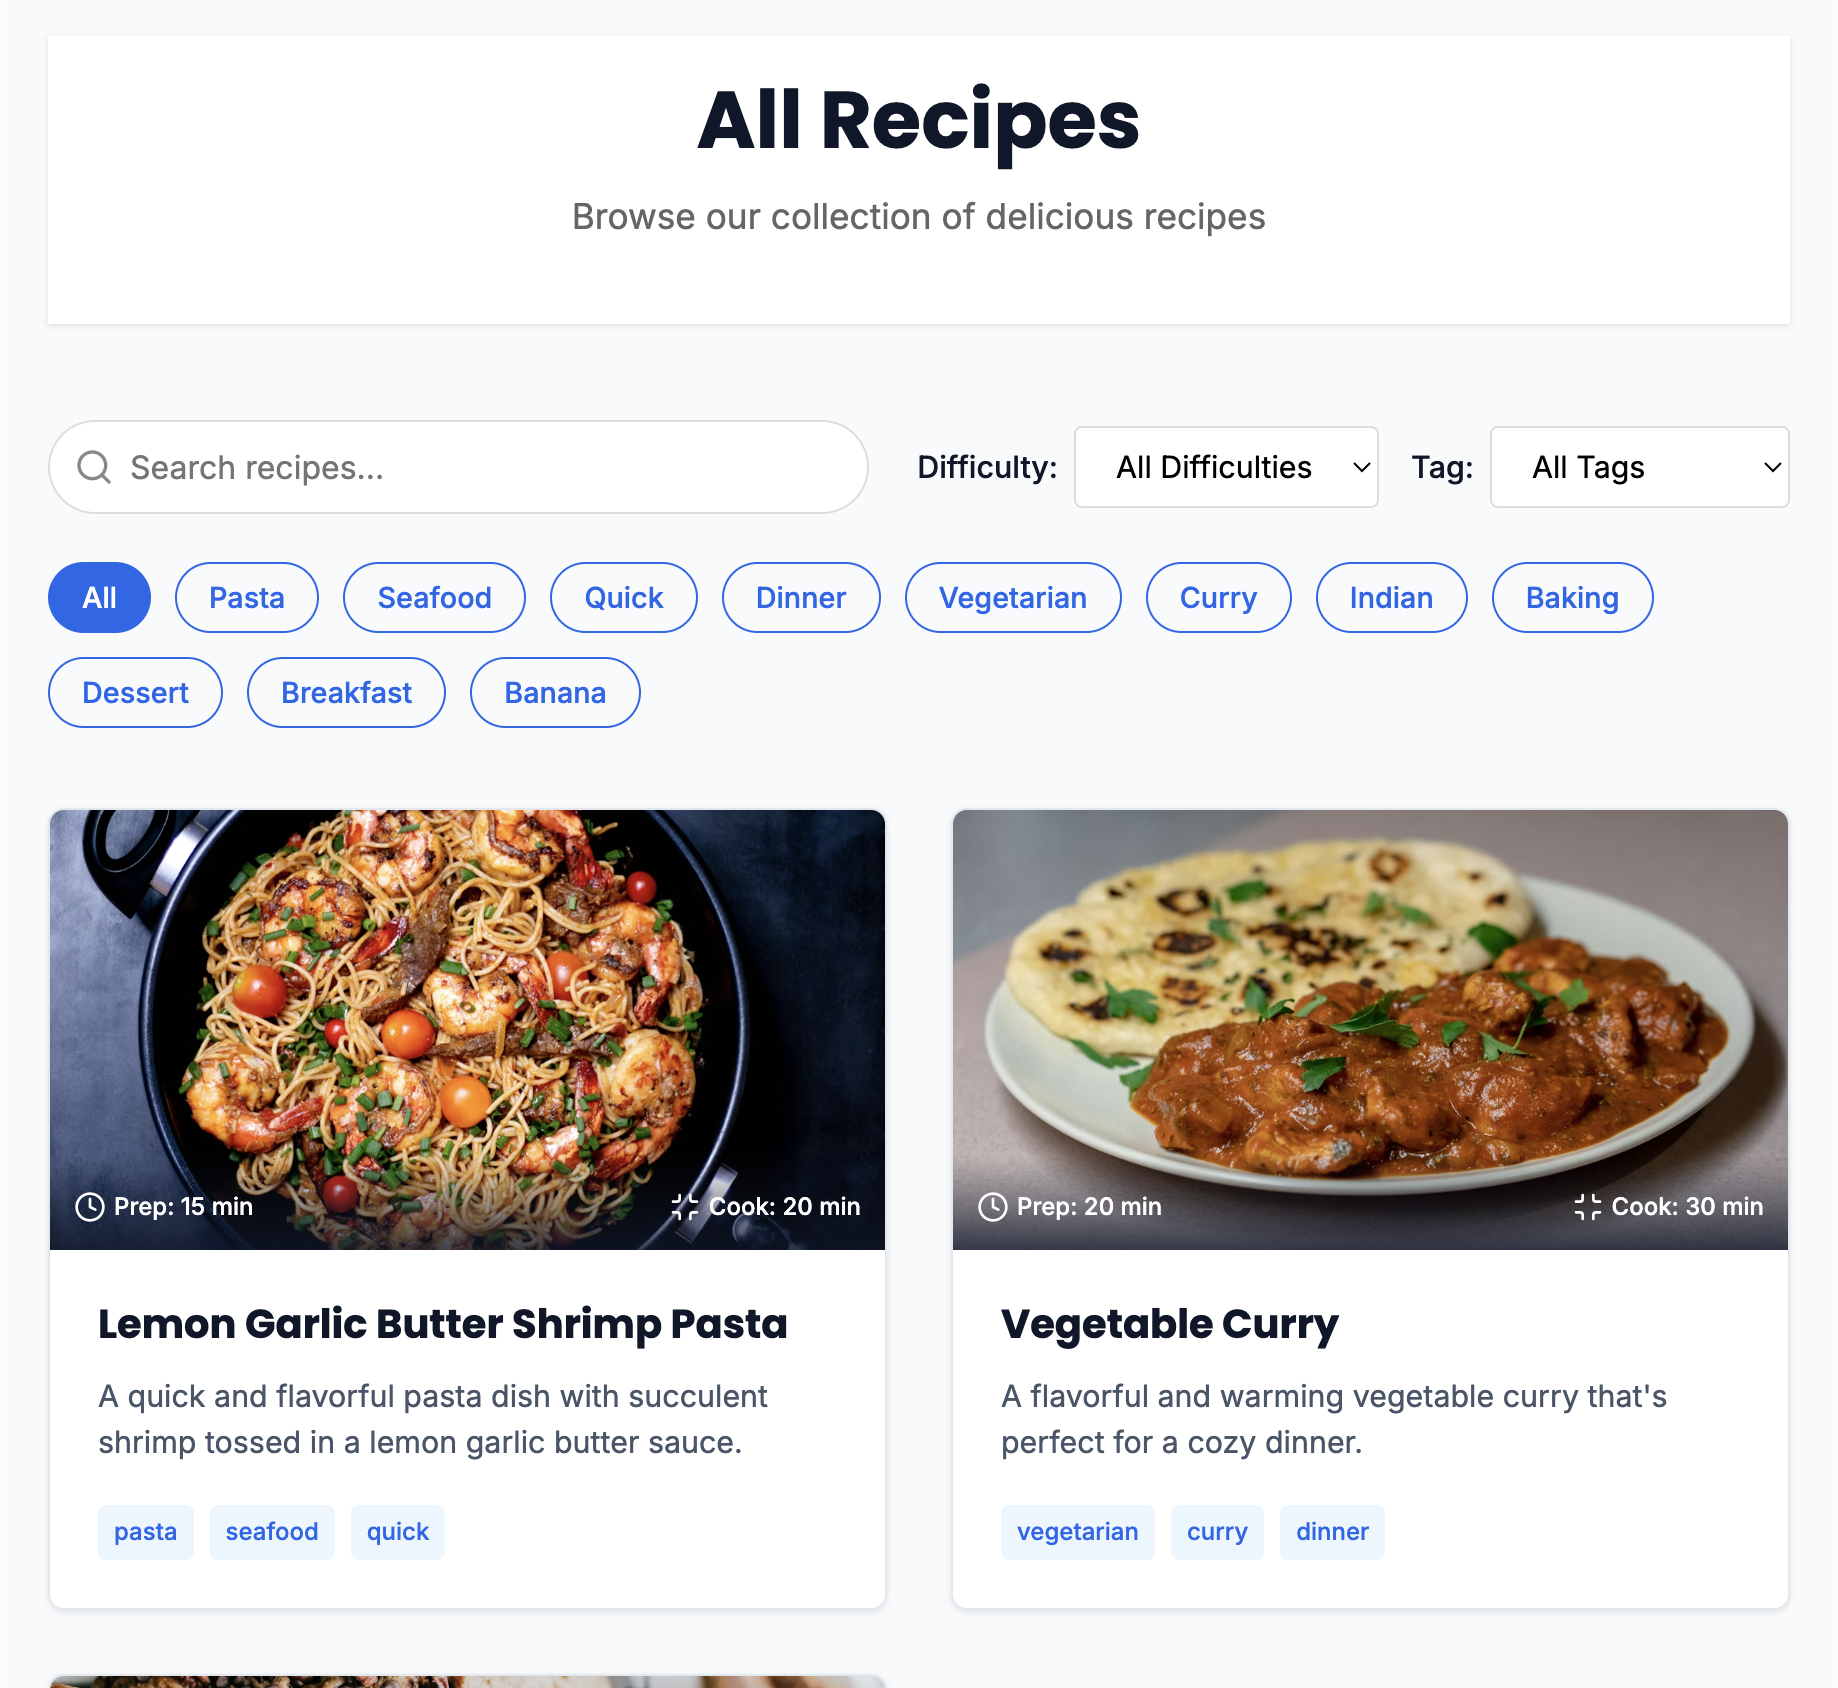 All Recipes
Browse our collection of delicious recipes
Search recipes...
Difficulty:
All Difficulties
Tag:
All Tags
All
Pasta
Seafood
Quick
Dinner
Vegetarian
Curry
Indian
Baking
Dessert
Breakfast
Banana
Prep: 15 min
Cook: 20 min
Lemon Garlic Butter Shrimp Pasta
A quick and flavorful pasta dish with succulent
shrimp tossed in a lemon garlic butter sauce.
pasta
seafood
quick
Prep: 20 min
Cook: 30 min
Vegetable Curry
A flavorful and warming vegetable curry that's
perfect for a cozy dinner.
vegetarian
curry
dinner